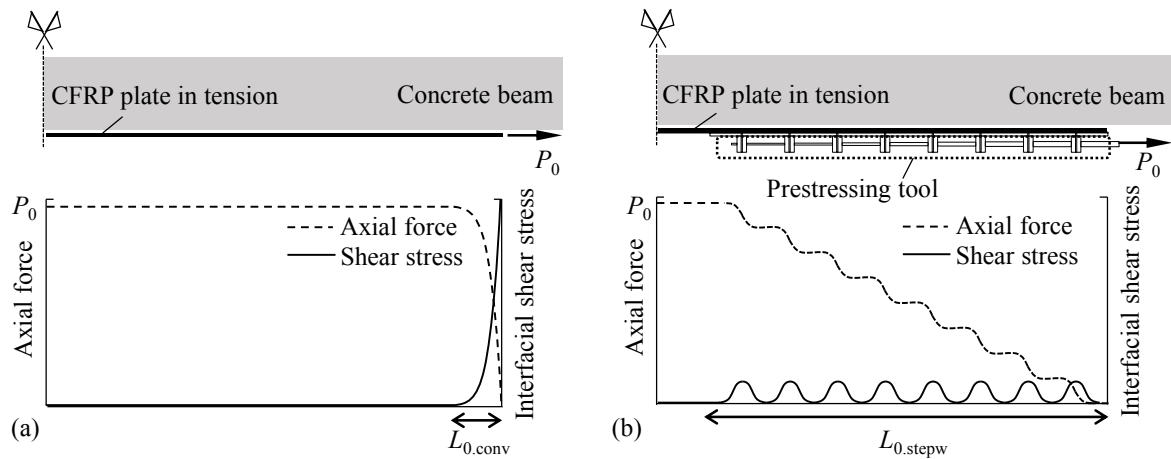 CFRP plate in tension
Concrete beam
P0
P0
Axial force
Axial force
Shear stress
Interfacial shear stress
(a)
L0.conv
CFRP plate in tension
Concrete beam
P0
Prestressing tool
P0
Axial force
Axial force
Shear stress
Interfacial shear stress
(b)
L0.stepw